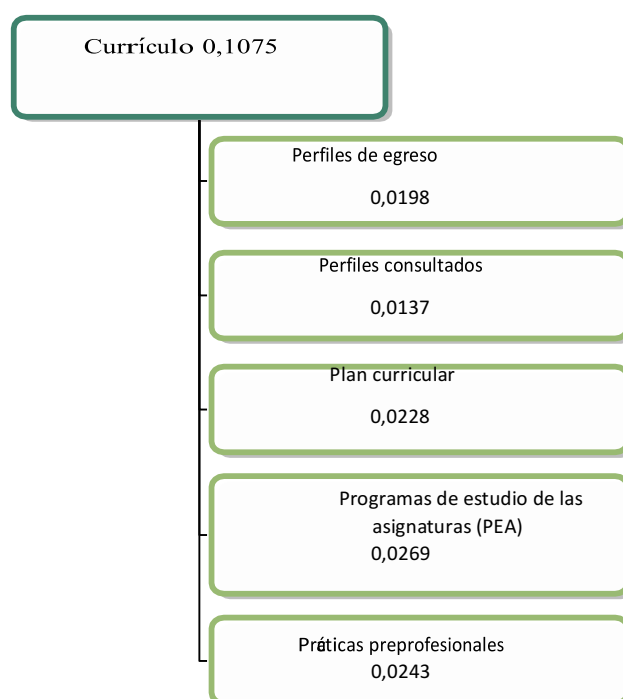 Currículo 0,1075
Perfiles de egreso
0,0198
Perfiles consultados
0,0137
Plan curricular
0,0228
Programas de estudio de las
asignaturas (PEA)
0,0269
Práticas preprofesionales
0,0243